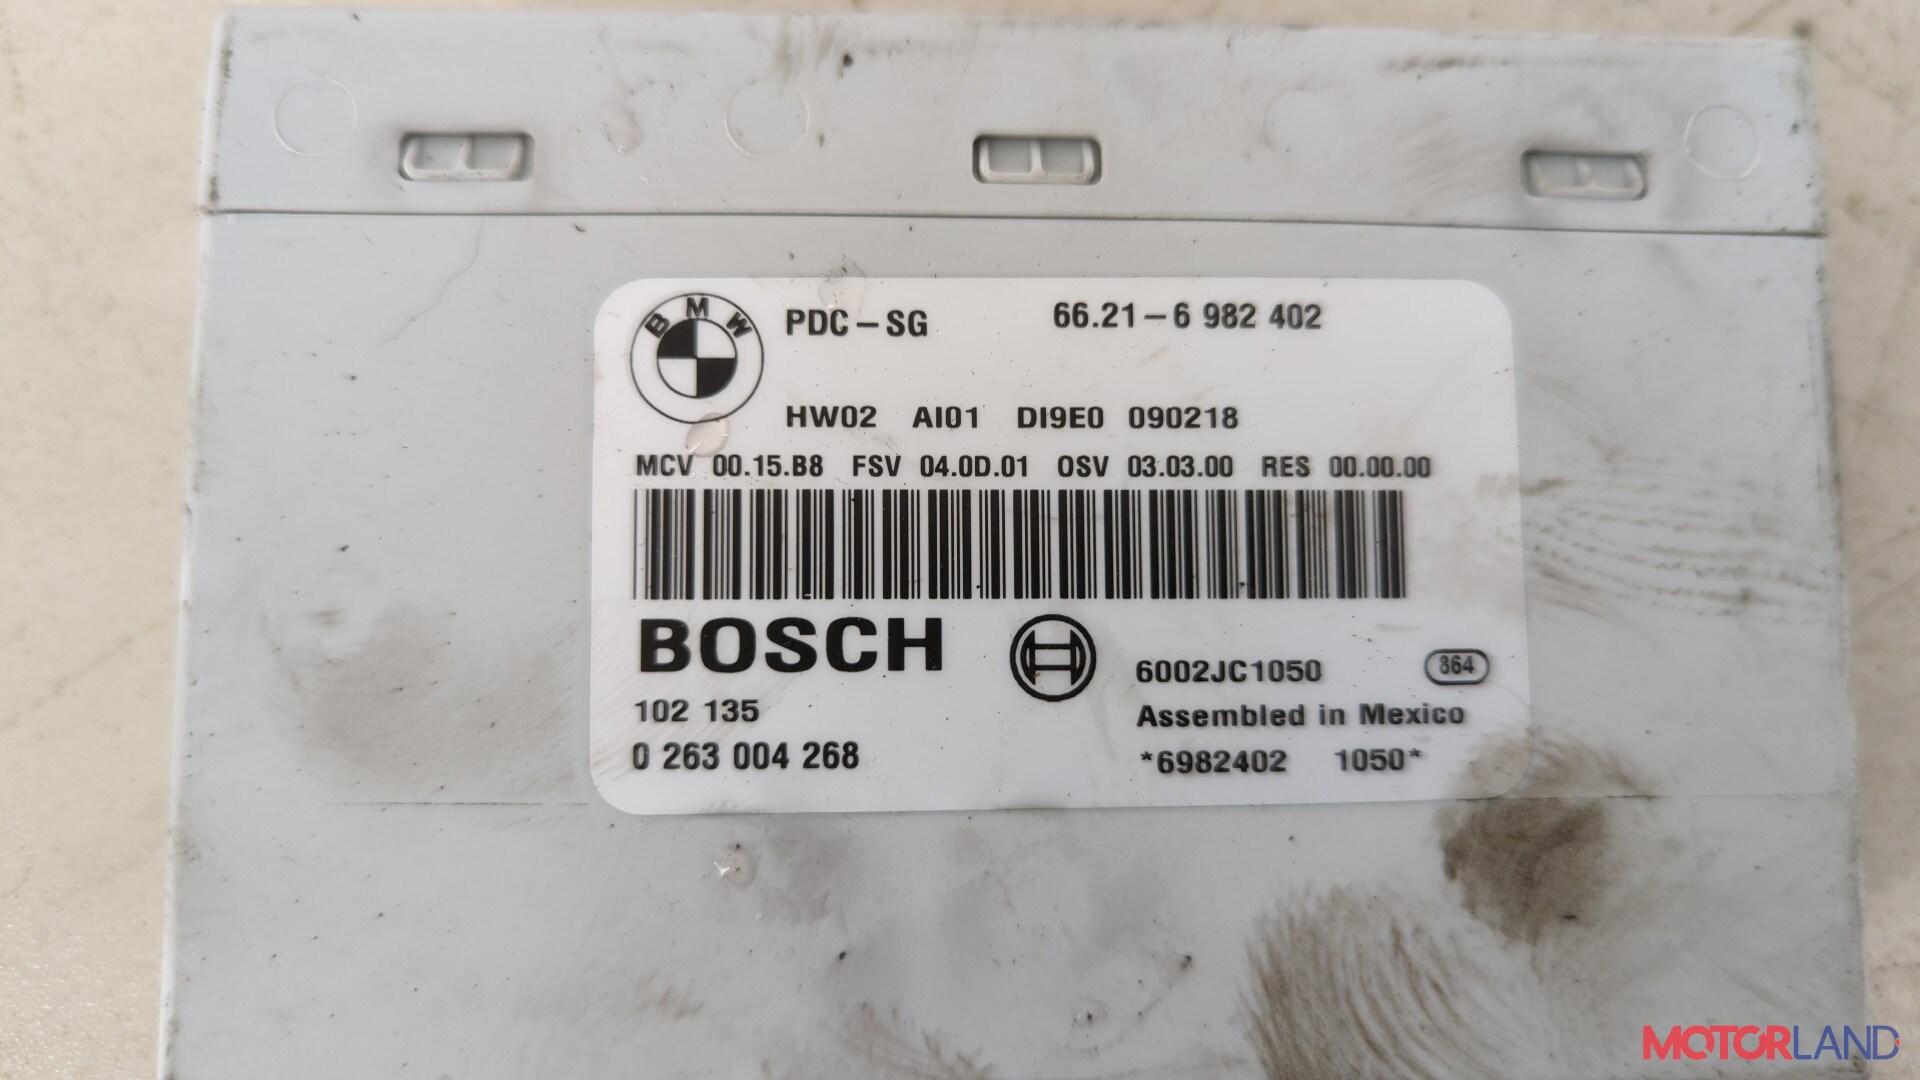 BMW
PDC-SG 66.21-6 982 402
HW02 AI01 DI9E0 090218
MCV 00.15.B8 FSV 04.0D.01 OSV 03.03.00 RES 00.00.00
BOSCH
6002JC1050 864
102 135 Assembled in Mexico
0 263 004 268 *6982402 1050*
MOTORLAND